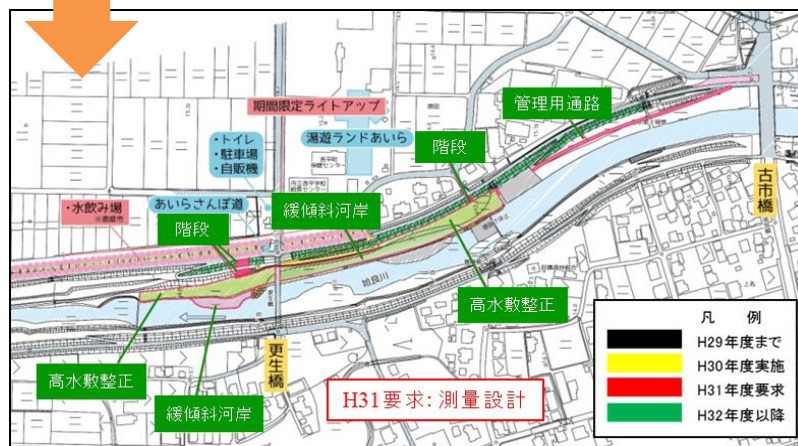 期間限定ライトアップ
管理用通路
・トイレ
・駐車場
・自販機
湯遊ランドあいら
階段
古市橋
・水飲み場
あいらさんぽ道
緩傾斜河岸
階段
姶良川
高水敷整正
高水敷整正
更生橋
緩傾斜河岸
H31要求:測量設計
凡 例
H29年度まで
H30年度実施
H31年度要求
H32年度以降